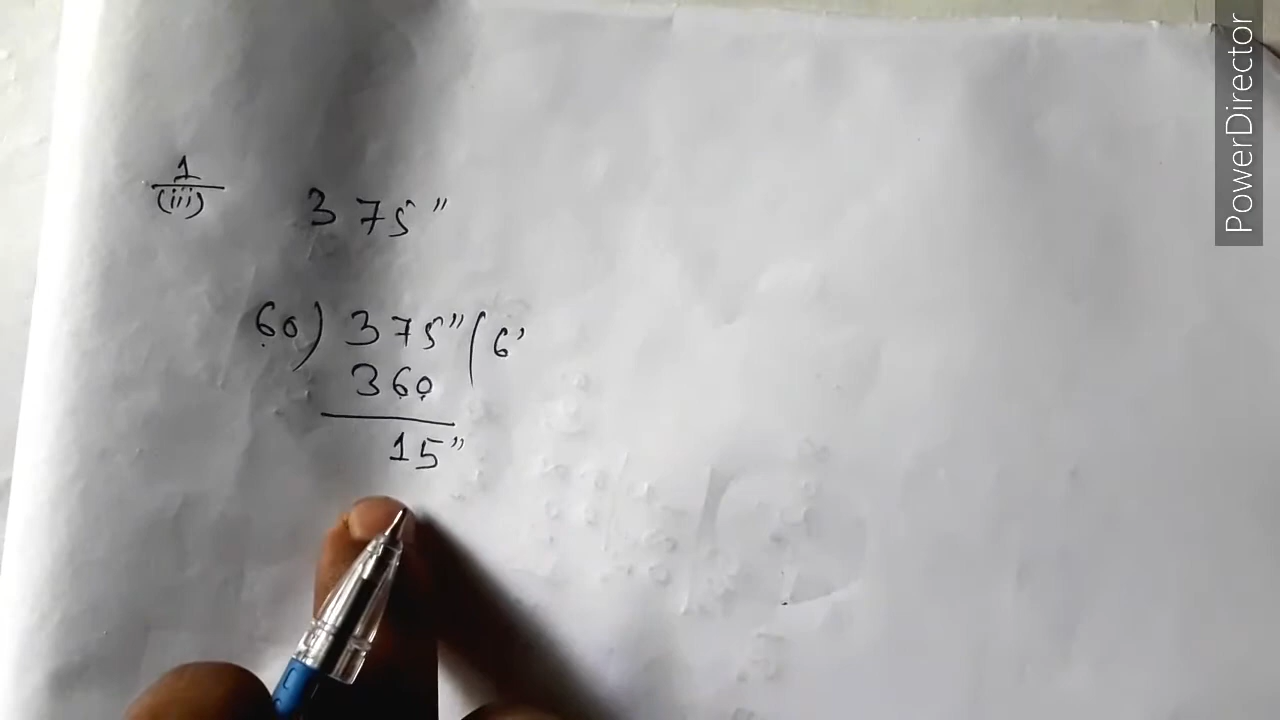 1
(iii)
375"
60) 375" (6'
360
15"
PowerDirector